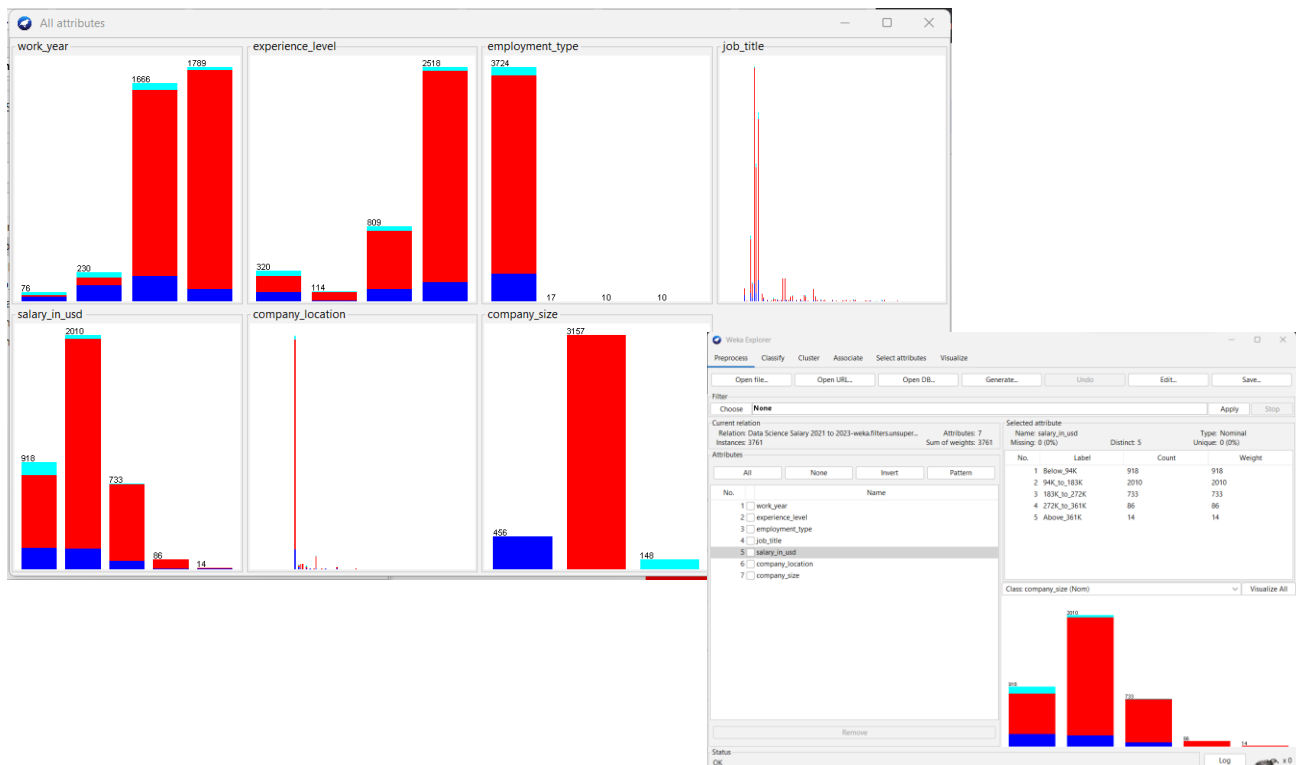 All attributes
work_year
experience_level
employment_type
job_title
1789
1666
230
76
2518
809
320
114
3724
17
10
10
salary_in_usd
company_location
company_size
2010
918
733
86
14
3157
456
148
Weka Explorer
Preprocess Classify Cluster Associate Select attributes Visualize
Open file... Open URL... Open DB... Generate... Undo Edit... Save...
Filter
Choose None Apply Stop
Current relation
Relation: Data Science Salary 2021 to 2023-weka.filters.unsuper... Attributes: 7
Instances: 3761 Sum of weights: 3761
Attributes
All None Invert Pattern
No. Name
1 work_year
2 experience_level
3 employment_type
4 job_title
5 salary_in_usd
6 company_location
7 company_size
Remove
Selected attribute
Name: salary_in_usd Type: Nominal
Missing: 0 (0%) Distinct: 5 Unique: 0 (0%)
No. Label Count Weight
1 Below_94K 918 918
2 94K_to_183K 2010 2010
3 183K_to_272K 733 733
4 272K_to_361K 86 86
5 Above_361K 14 14
Class: company_size (Nom) Visualize All
2010
918
733
86
14
Status
OK
Log x 0